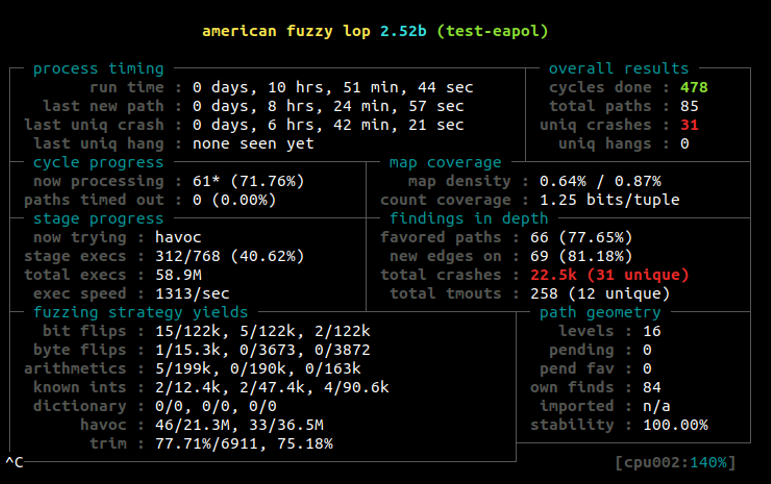 american fuzzy lop 2.52b (test-eapol)
process timing overall results
run time : 0 days, 10 hrs, 51 min, 44 sec cycles done : 478
last new path : 0 days, 8 hrs, 24 min, 57 sec total paths : 85
last uniq crash : 0 days, 6 hrs, 42 min, 21 sec uniq crashes : 31
last uniq hang : none seen yet uniq hangs : 0
cycle progress map coverage
now processing : 61* (71.76%) map density : 0.64% / 0.87%
paths timed out : 0 (0.00%) count coverage : 1.25 bits/tuple
stage progress findings in depth
now trying : havoc favored paths : 66 (77.65%)
stage execs : 312/768 (40.62%) new edges on : 69 (81.18%)
total execs : 58.9M total crashes : 22.5k (31 unique)
exec speed : 1313/sec total tmouts : 258 (12 unique)
fuzzing strategy yields path geometry
bit flips : 15/122k, 5/122k, 2/122k levels : 16
byte flips : 1/15.3k, 0/3673, 0/3872 pending : 0
arithmetics : 5/199k, 0/190k, 0/163k pend fav : 0
known ints : 2/12.4k, 2/47.4k, 4/90.6k own finds : 84
dictionary : 0/0, 0/0, 0/0 imported : n/a
havoc : 46/21.3M, 33/36.5M stability : 100.00%
trim : 77.71%/6911, 75.18%
^C [cpu002:140%]